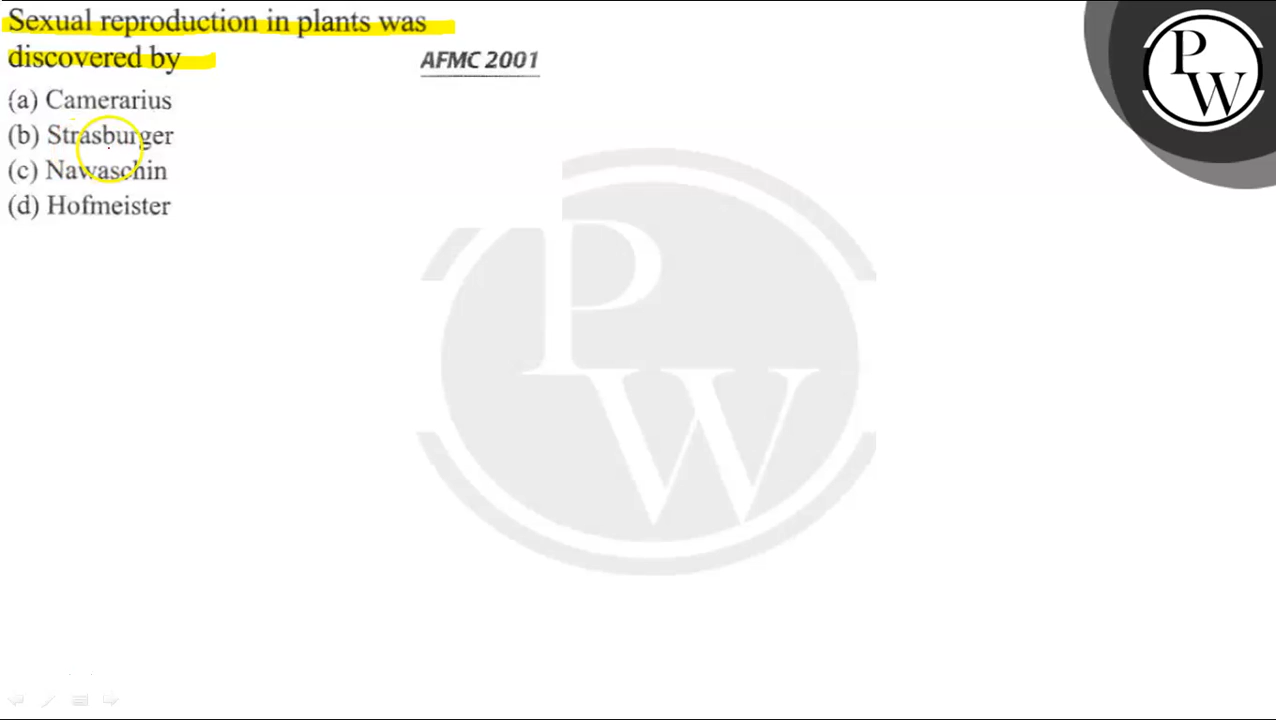 Sexual reproduction in plants was
discovered by
AFMC 2001
(a) Camerarius
(b) Strasburger
(c) Nawaschin
(d) Hofmeister
P
W
P
W